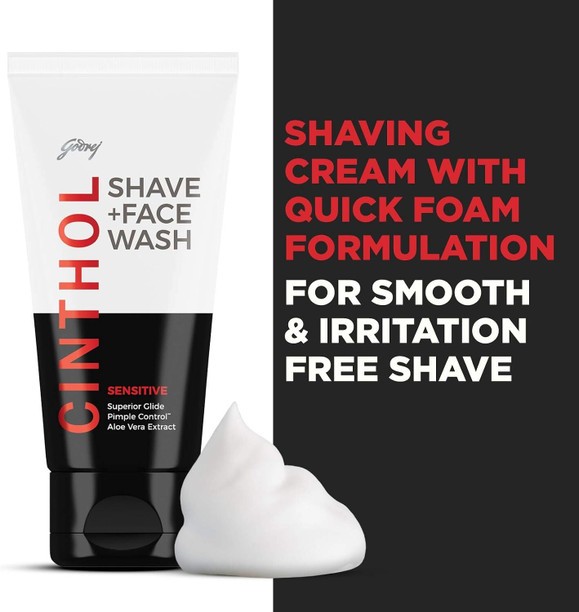 Godrej
CINTHOL
SHAVE
+FACE
WASH
SENSITIVE
Superior Glide
Pimple Control™
Aloe Vera Extract
SHAVING
CREAM WITH
QUICK FOAM
FORMULATION
FOR SMOOTH
& IRRITATION
FREE SHAVE